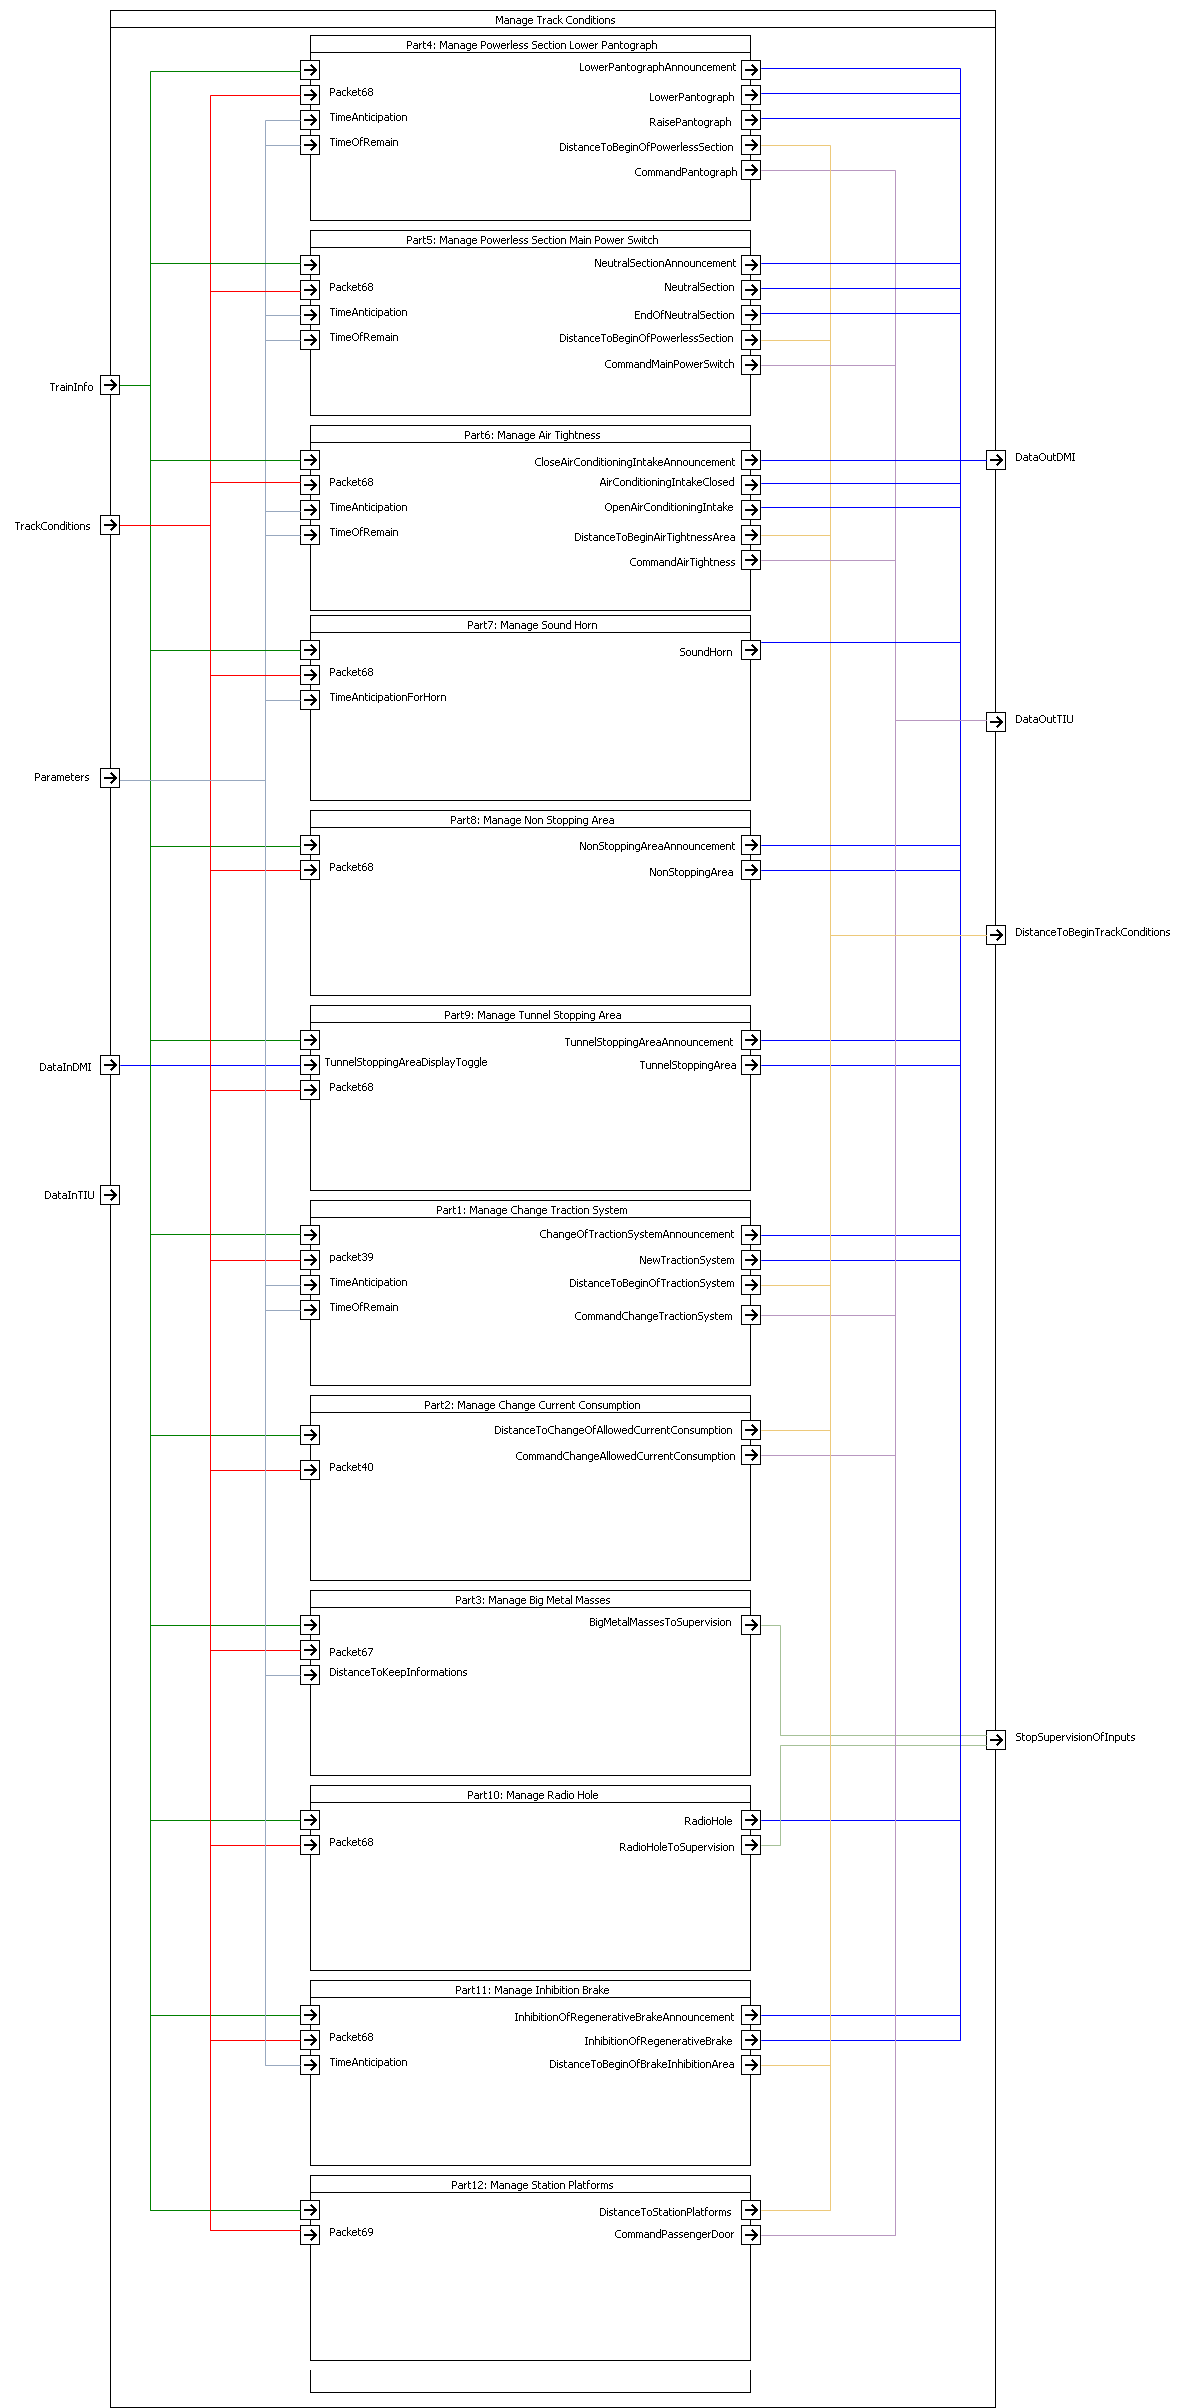 Manage Track Conditions
Part4: Manage Powerless Section Lower Pantograph
LowerPantographAnnouncement
Packet68
LowerPantograph
TimeAnticipation
RaisePantograph
TimeOfRemain
DistanceToBeginOfPowerlessSection
CommandPantograph
Part5: Manage Powerless Section Main Power Switch
NeutralSectionAnnouncement
Packet68
NeutralSection
TimeAnticipation
EndOfNeutralSection
TimeOfRemain
DistanceToBeginOfPowerlessSection
CommandMainPowerSwitch
TrainInfo
Part6: Manage Air Tightness
CloseAirConditioningIntakeAnnouncement
DataOutDMI
Packet68
AirConditioningIntakeClosed
TimeAnticipation
OpenAirConditioningIntake
TrackConditions
TimeOfRemain
DistanceToBeginAirTightnessArea
CommandAirTightness
Part7: Manage Sound Horn
SoundHorn
Packet68
TimeAnticipationForHorn
DataOutTIU
Parameters
Part8: Manage Non Stopping Area
NonStoppingAreaAnnouncement
Packet68
NonStoppingArea
DistanceToBeginTrackConditions
Part9: Manage Tunnel Stopping Area
TunnelStoppingAreaAnnouncement
DataInDMI
TunnelStoppingAreaDisplayToggle
TunnelStoppingArea
Packet68
DataInTIU
Part1: Manage Change Traction System
ChangeOfTractionSystemAnnouncement
packet39
NewTractionSystem
TimeAnticipation
DistanceToBeginOfTractionSystem
TimeOfRemain
CommandChangeTractionSystem
Part2: Manage Change Current Consumption
DistanceToChangeOfAllowedCurrentConsumption
CommandChangeAllowedCurrentConsumption
Packet40
Part3: Manage Big Metal Masses
BigMetalMassesToSupervision
Packet67
DistanceToKeepInformations
StopSupervisionOfInputs
Part10: Manage Radio Hole
RadioHole
Packet68
RadioHoleToSupervision
Part11: Manage Inhibition Brake
InhibitionOfRegenerativeBrakeAnnouncement
Packet68
InhibitionOfRegenerativeBrake
TimeAnticipation
DistanceToBeginOfBrakeInhibitionArea
Part12: Manage Station Platforms
DistanceToStationPlatforms
Packet69
CommandPassengerDoor